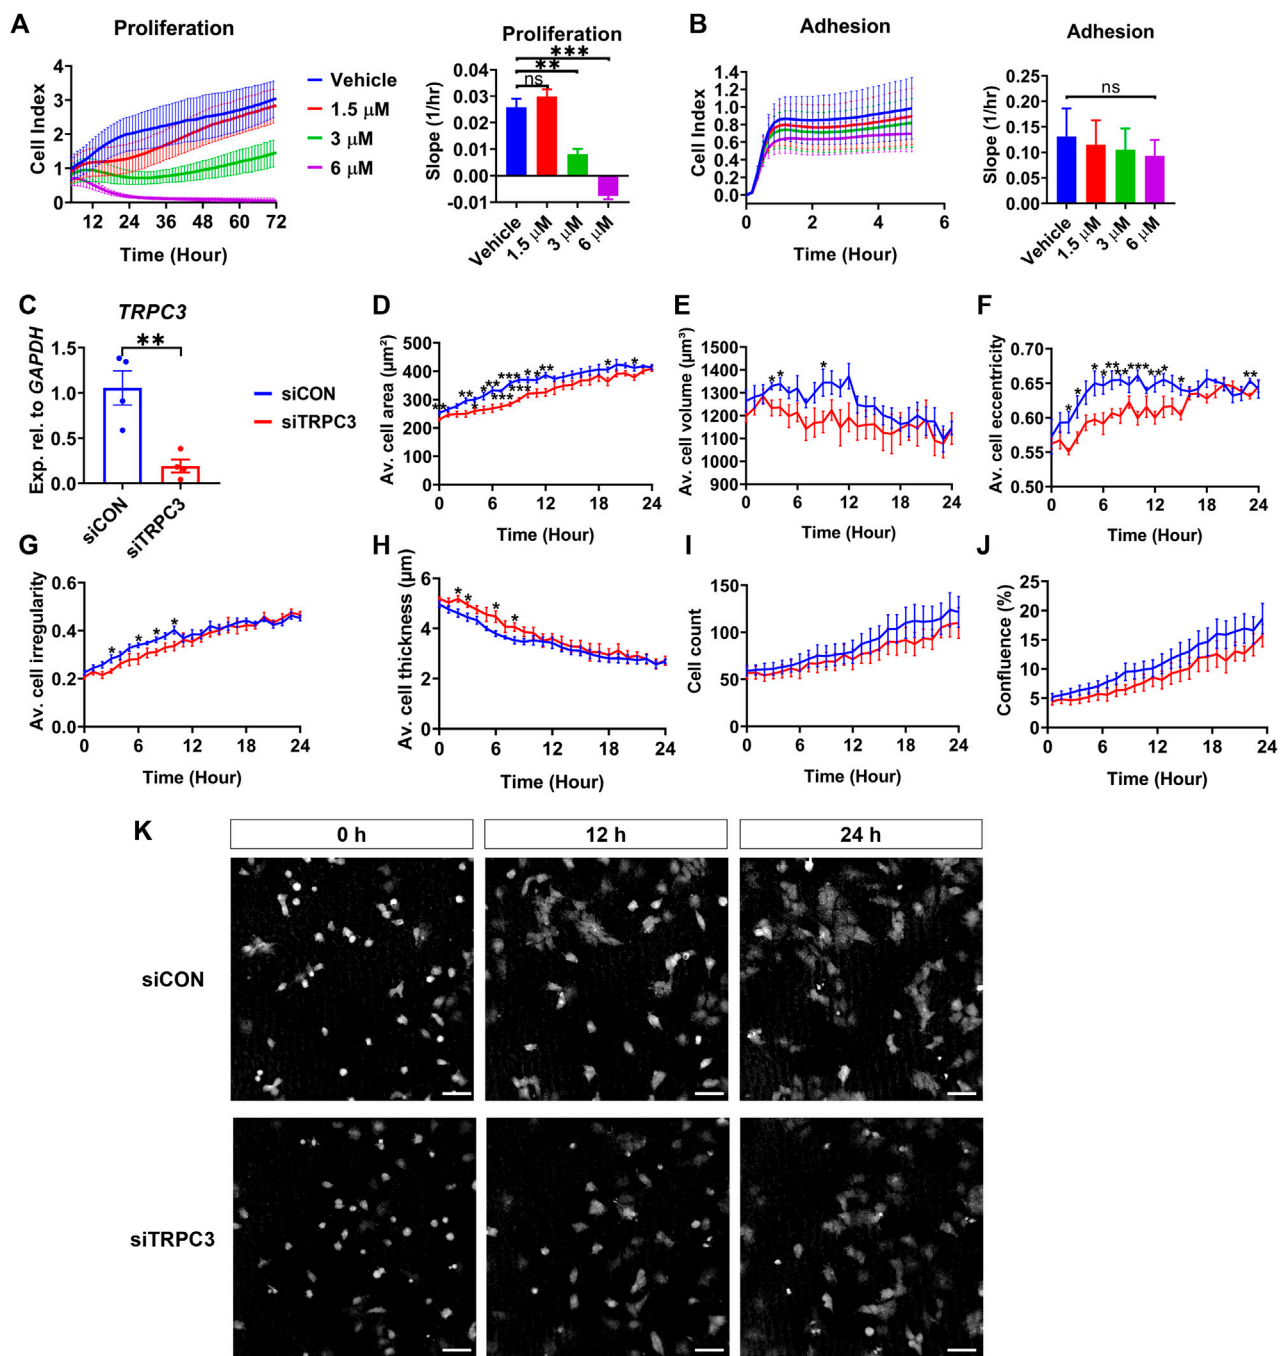 A
Proliferation
Cell Index
4
3
2
1
0
12
24
36
48
60
72
Time (Hour)
Vehicle
1.5 μM
3 μM
6 μM
Proliferation
***
**
ns
Slope (1/hr)
0.04
0.03
0.02
0.01
0.00
-0.01
Vehicle
1.5 μM
3 μM
6 μM
B
Adhesion
Cell Index
1.4
1.2
1.0
0.8
0.6
0.4
0.2
0.0
0
2
4
6
Time (Hour)
Adhesion
ns
Slope (1/hr)
0.25
0.20
0.15
0.10
0.05
0.00
Vehicle
1.5 μM
3 μM
6 μM
C
TRPC3
**
Exp. rel. to GAPDH
1.5
1.0
0.5
0.0
siCON
siTRPC3
siCON
siTRPC3
D
Av. cell area (µm²)
500
400
300
200
100
0
0
6
12
18
24
Time (Hour)
E
Av. cell volume (µm³)
1500
1400
1300
1200
1100
1000
900
0
6
12
18
24
Time (Hour)
F
Av. cell eccentricity
0.70
0.65
0.60
0.55
0.50
0
6
12
18
24
Time (Hour)
G
Av. cell irregularity
0.6
0.4
0.2
0.0
0
6
12
18
24
Time (Hour)
H
Av. cell thickness (µm)
6
4
2
0
0
6
12
18
24
Time (Hour)
I
Cell count
150
100
50
0
0
6
12
18
24
Time (Hour)
J
Confluence (%)
25
20
15
10
5
0
0
6
12
18
24
Time (Hour)
K
0 h
12 h
24 h
siCON
siTRPC3